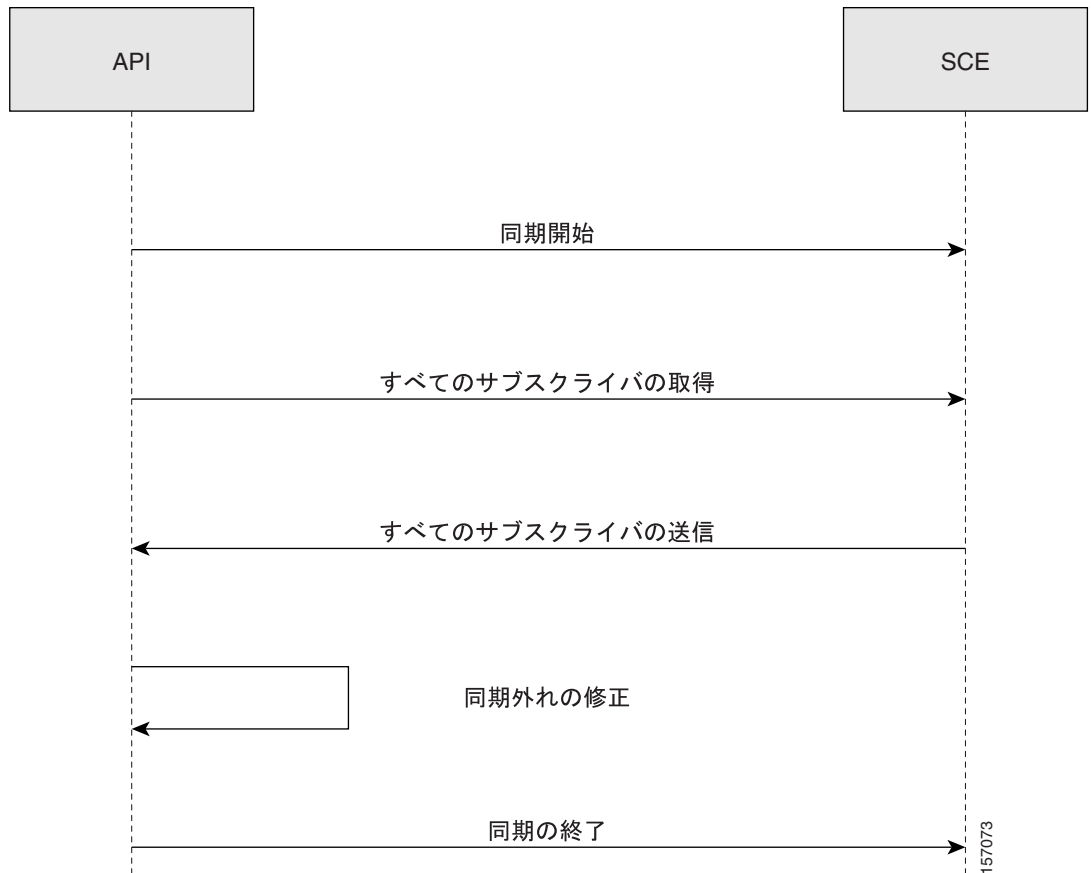 API
SCE
同期開始
すべてのサブスクライバの取得
すべてのサブスクライバの送信
同期外れの修正
同期の終了
157073